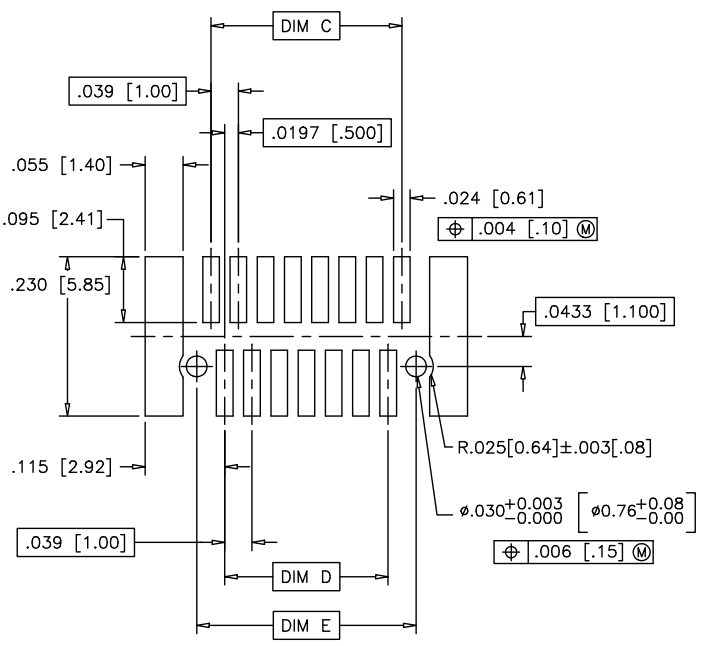 DIM C
.039 [1.00]
.0197 [.500]
.055 [1.40]
.024 [0.61]
.095 [2.41]
⌖ .004 [.10] Ⓜ
.230 [5.85]
.0433 [1.100]
.115 [2.92]
R.025[0.64]±.003[.08]
ø.030+0.003 −0.000 [ø0.76+0.08 −0.00]
.039 [1.00]
⌖ .006 [.15] Ⓜ
DIM D
DIM E